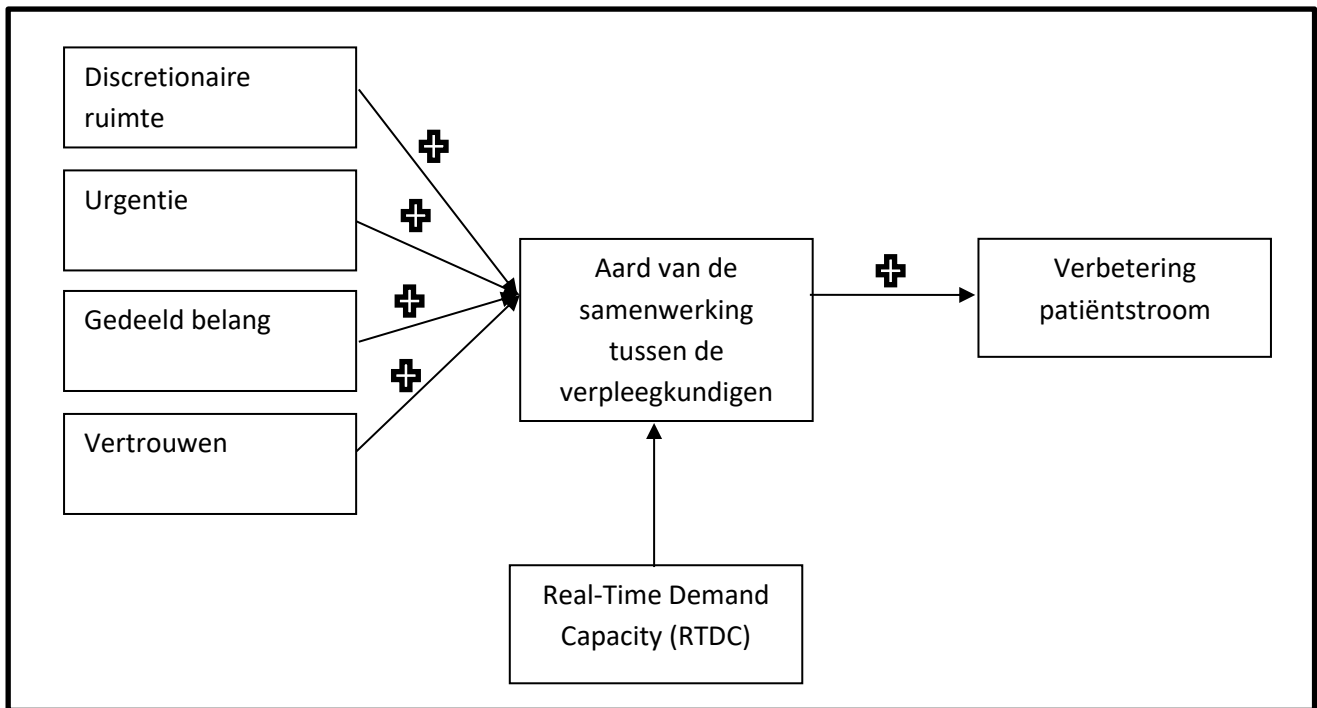 Discretionaire
ruimte
Urgentie
Gedeeld belang
Vertrouwen
Aard van de
samenwerking
tussen de
verpleegkundigen
Verbetering
patiëntstroom
Real-Time Demand
Capacity (RTDC)